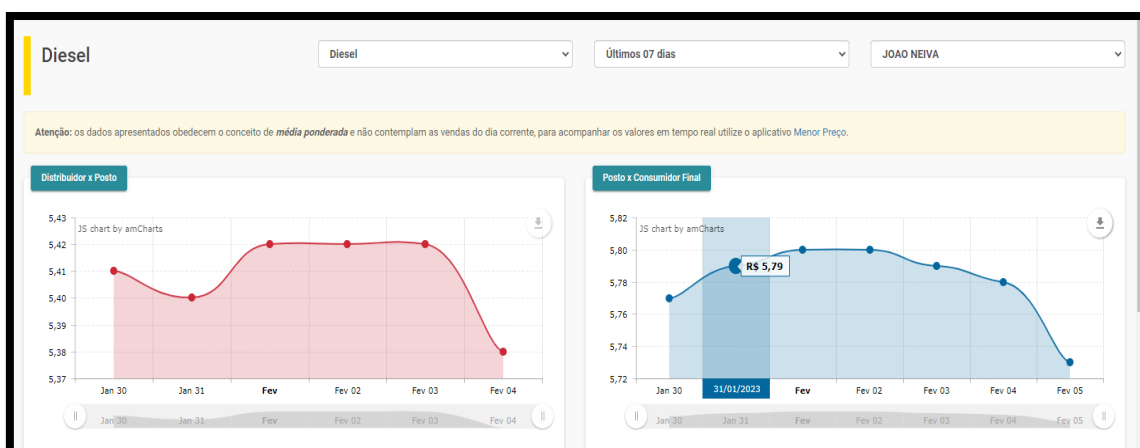 Diesel
Diesel
Últimos 07 dias
JOAO NEIVA
Atenção: os dados apresentados obedecem o conceito de média ponderada e não contemplam as vendas do dia corrente, para acompanhar os valores em tempo real utilize o aplicativo Menor Preço.
Distribuidor x Posto
5,43
JS chart by amCharts
5,42
5,41
5,40
5,39
5,38
5,37
Jan 30 Jan 31 Fev Fev 02 Fev 03 Fev 04
Jan 30 Jan 31 Fev Fev 02 Fev 03 Fev 04
Posto x Consumidor Final
5,82
JS chart by amCharts
5,80
R$ 5,79
5,78
5,76
5,74
5,72
Jan 30 31/01/2023 Fev Fev 02 Fev 03 Fev 04 Fev 05
Jan 30 Jan 31 Fev Fev 02 Fev 03 Fev 04 Fev 05